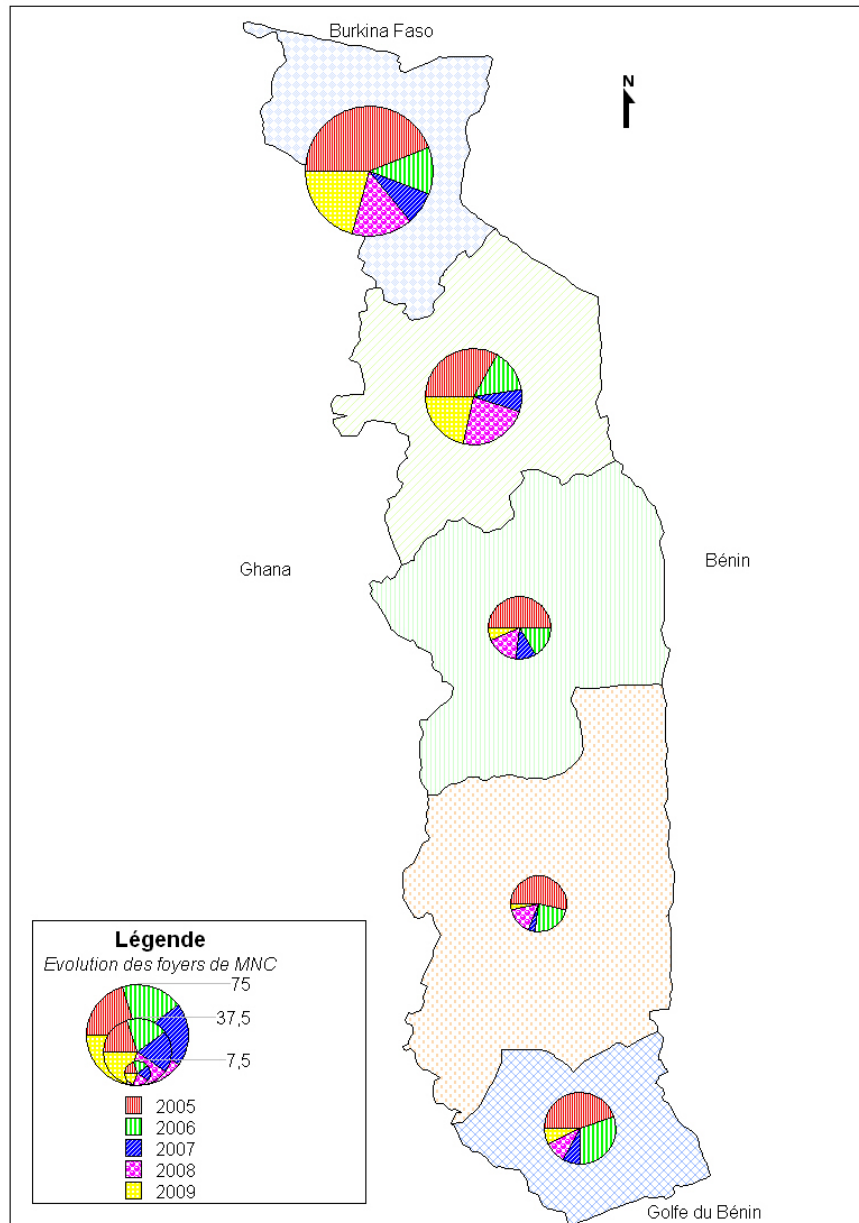 Burkina Faso
N
Ghana
Bénin
Légende
Evolution des foyers de MNC
75
37,5
7,5
2005
2006
2007
2008
2009
Golfe du Bénin